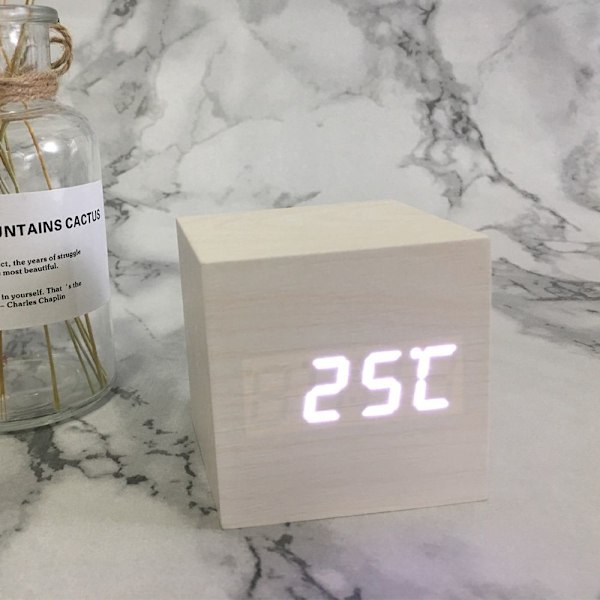 UNTAINS CACTUS
ct, the years of struggle
most beautiful.
in yourself. That 's the
– Charles Chaplin
25℃